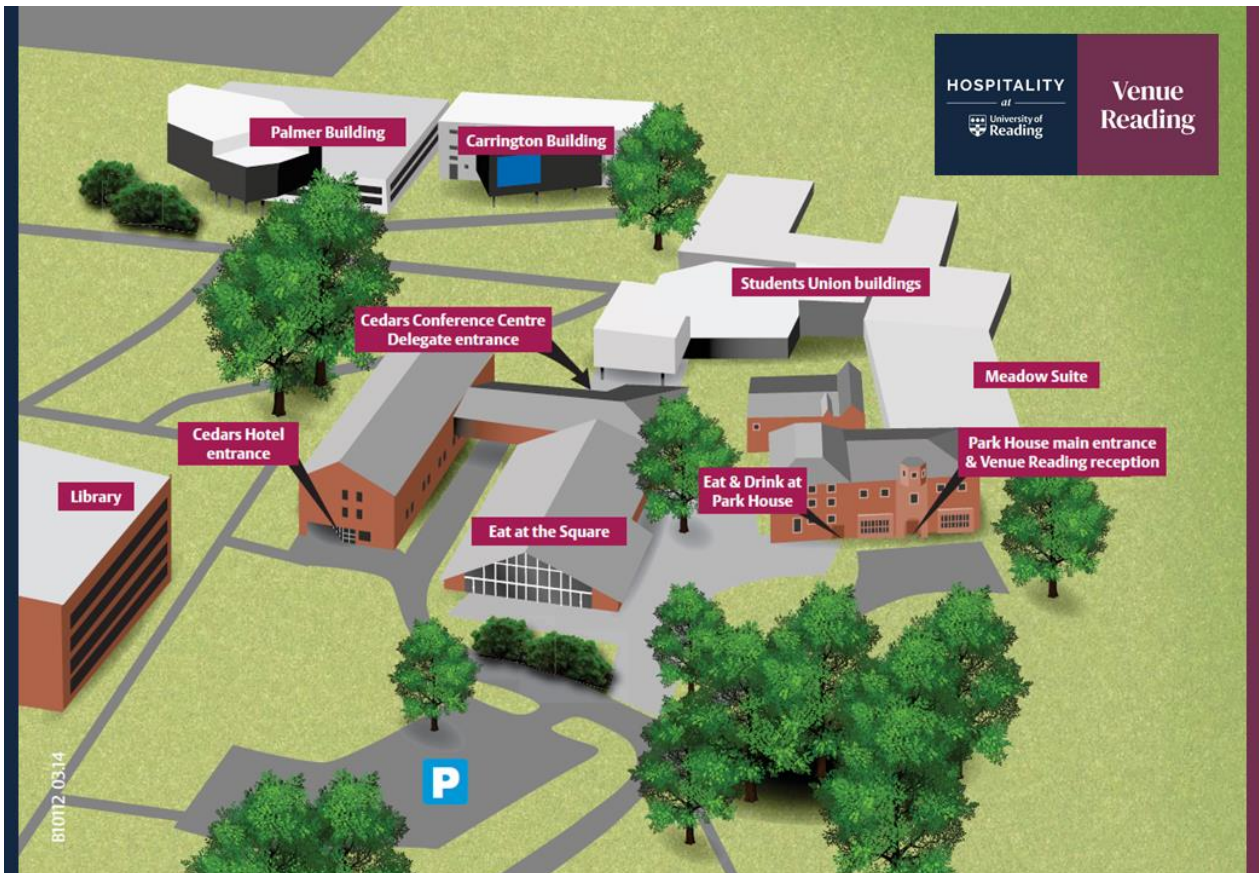 HOSPITALITY
at
University of
Reading
Venue
Reading
Palmer Building
Carrington Building
Students Union buildings
Cedars Conference Centre
Delegate entrance
Meadow Suite
Cedars Hotel
entrance
Park House main entrance
& Venue Reading reception
Library
Eat & Drink at
Park House
Eat at the Square
P
B10112.03.14